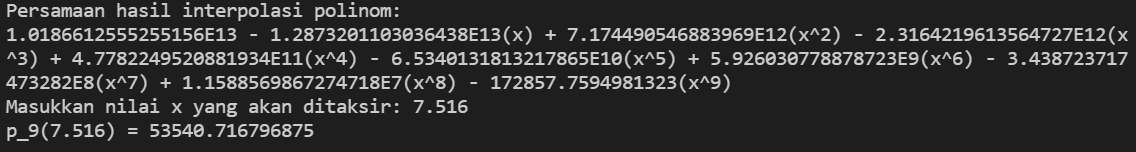 Persamaan hasil interpolasi polinom:
1.0186612555255156E13 - 1.2873201103036438E13(x) + 7.174490546883969E12(x^2) - 2.3164219613564727E12(x
^3) + 4.7782249520881934E11(x^4) - 6.5340131813217865E10(x^5) + 5.926030778878723E9(x^6) - 3.438723717
473282E8(x^7) + 1.1588569867274718E7(x^8) - 172857.7594981323(x^9)
Masukkan nilai x yang akan ditaksir: 7.516
p_9(7.516) = 53540.716796875